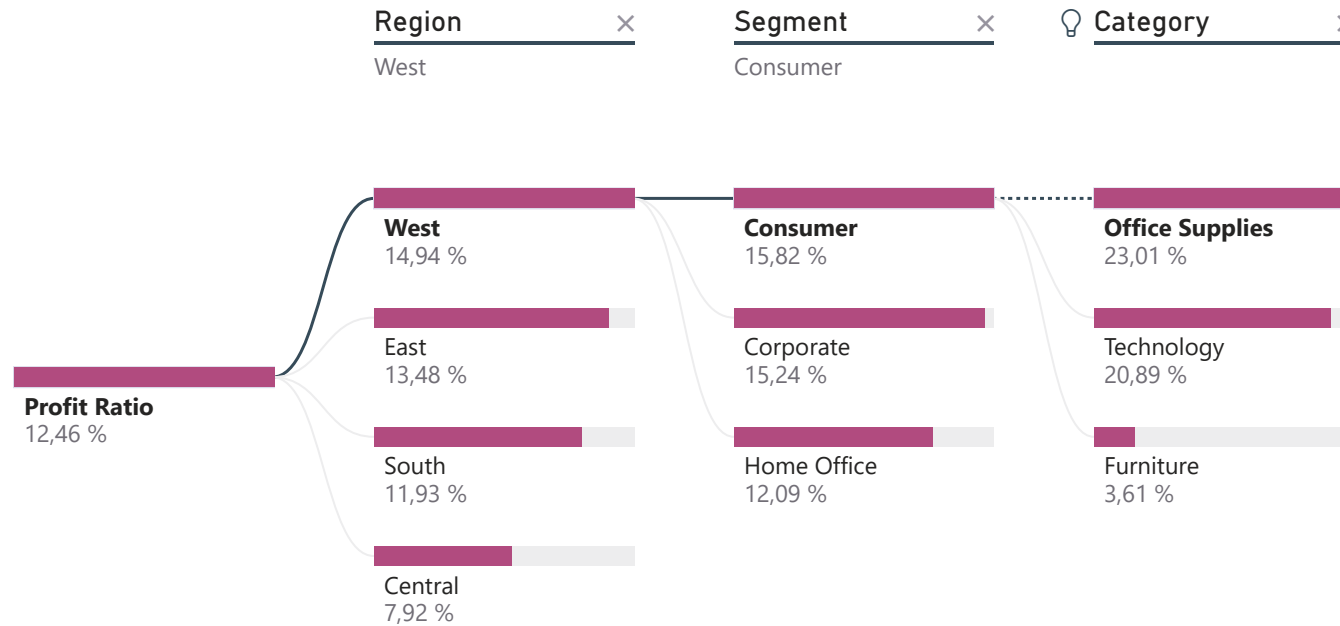 Region
Segment
Category
West
Consumer
West
14,94 %
Consumer
15,82 %
Office Supplies
23,01 %
East
13,48 %
Corporate
15,24 %
Technology
20,89 %
Profit Ratio
12,46 %
South
11,93 %
Home Office
12,09 %
Furniture
3,61 %
Central
7,92 %